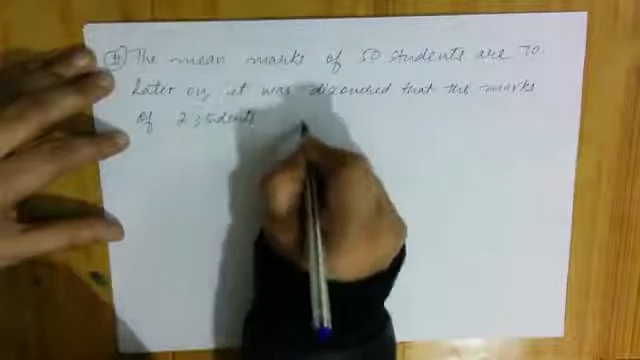 The mean marks of 50 students are 70.
Later on, it was discovered that the marks
of 2 students